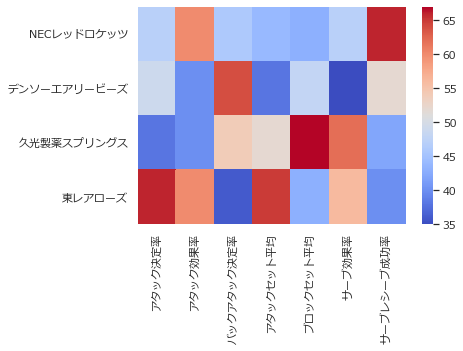 NECレッドロケッツ
デンソーエアリービーズ
久光製薬スプリングス
東レアローズ
アタック決定率
アタック効果率
バックアタック決定率
アタックセット平均
ブロックセット平均
サーブ効果率
サーブレシーブ成功率
65
60
55
50
45
40
35